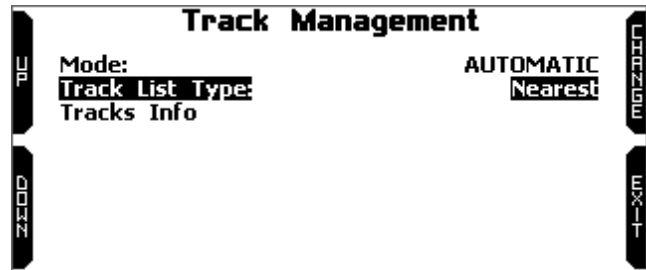 Track Management
UP
CHANGE
Mode: AUTOMATIC
Track List Type: Nearest
Tracks Info
DOWN
EXIT